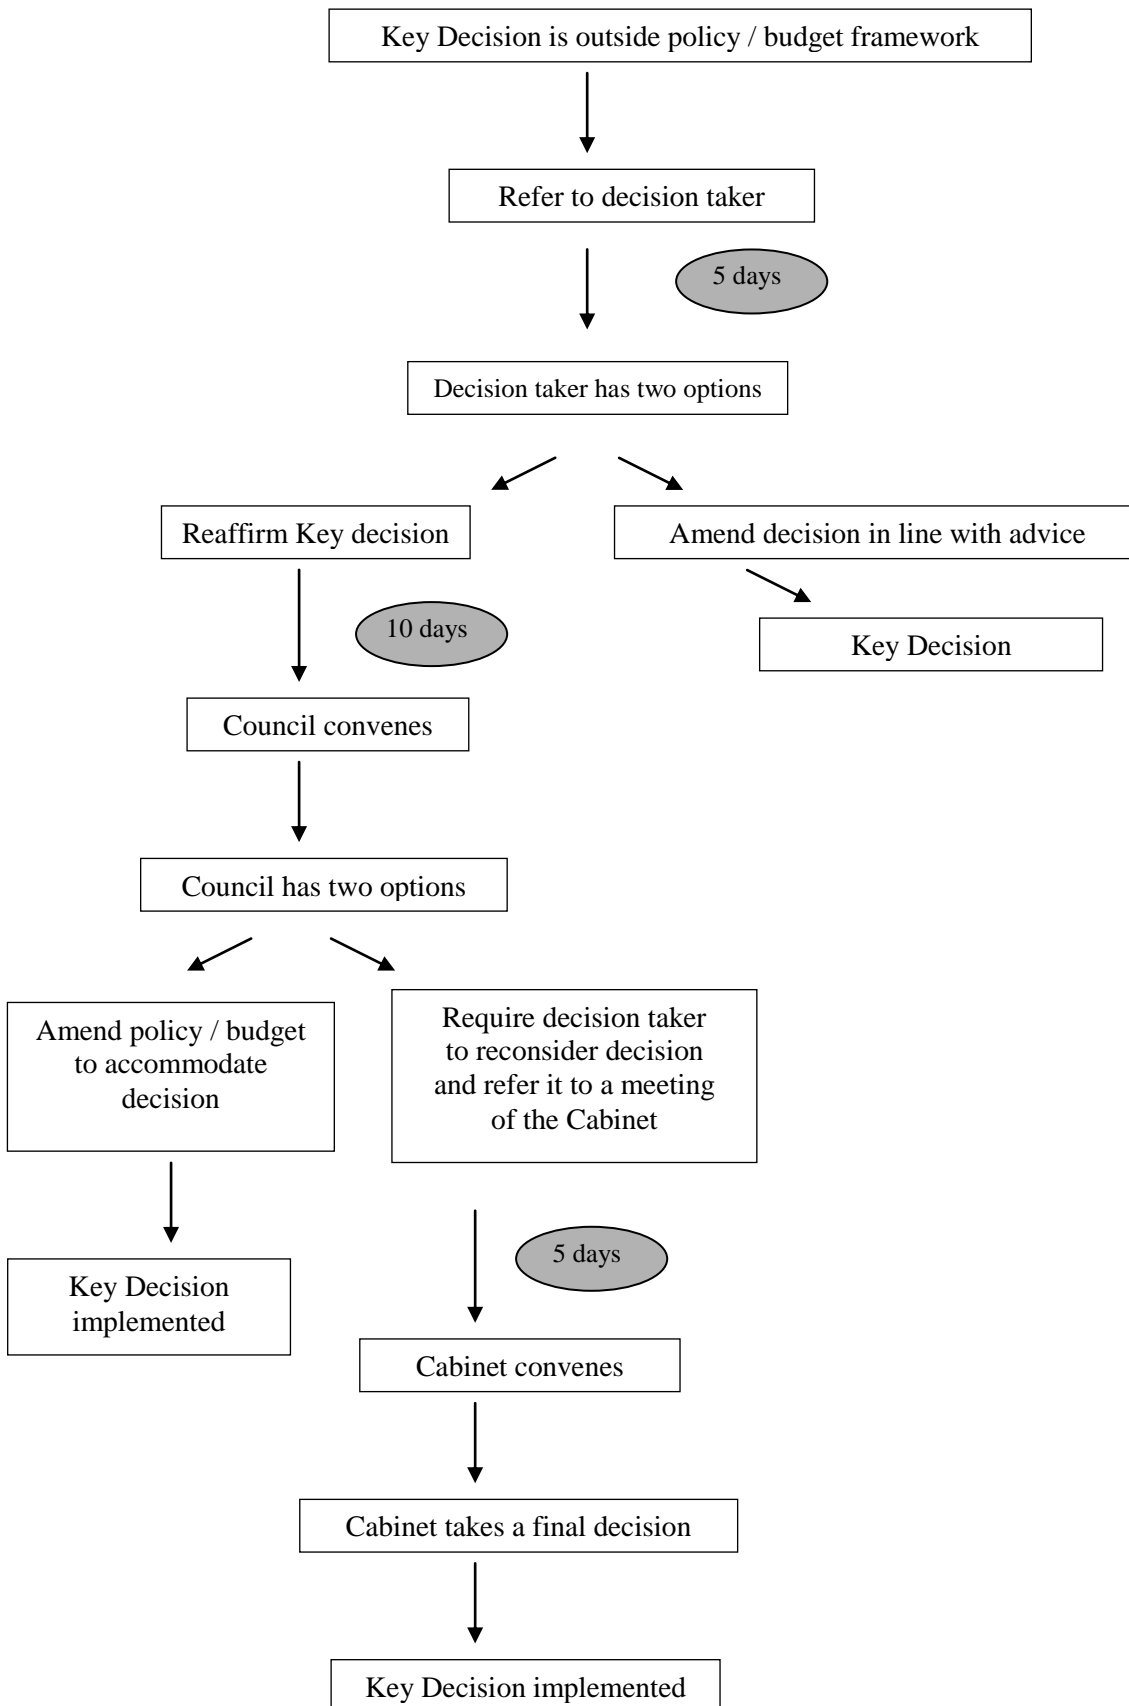 Key Decision is outside policy / budget framework
Refer to decision taker
5 days
Decision taker has two options
Reaffirm Key decision
Amend decision in line with advice
10 days
Key Decision
Council convenes
Council has two options
Amend policy / budget
to accommodate
decision
Require decision taker
to reconsider decision
and refer it to a meeting
of the Cabinet
5 days
Key Decision
implemented
Cabinet convenes
Cabinet takes a final decision
Key Decision implemented